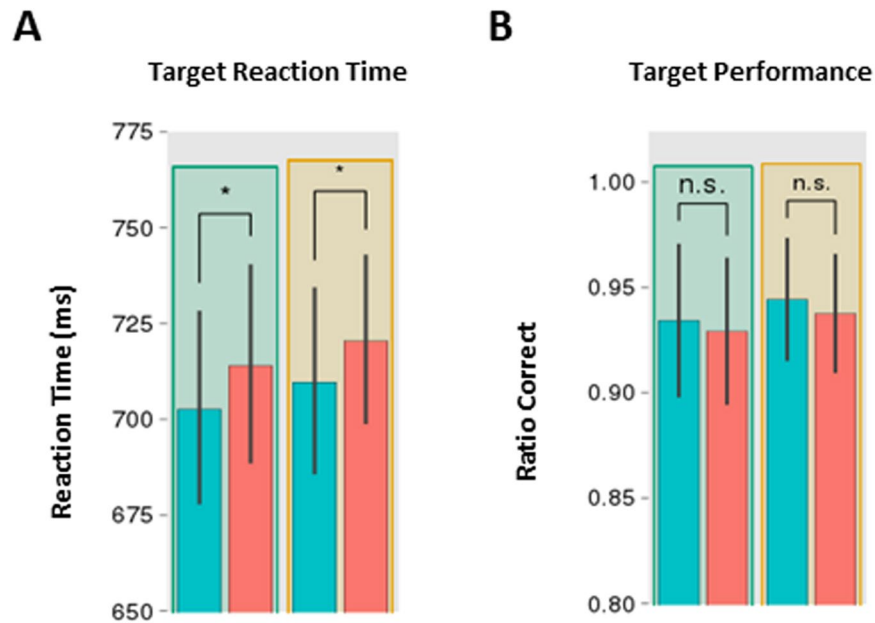 A
Target Reaction Time
Reaction Time (ms)
775
750
725
700
675
650
*
*
B
Target Performance
Ratio Correct
1.00
0.95
0.90
0.85
0.80
n.s.
n.s.